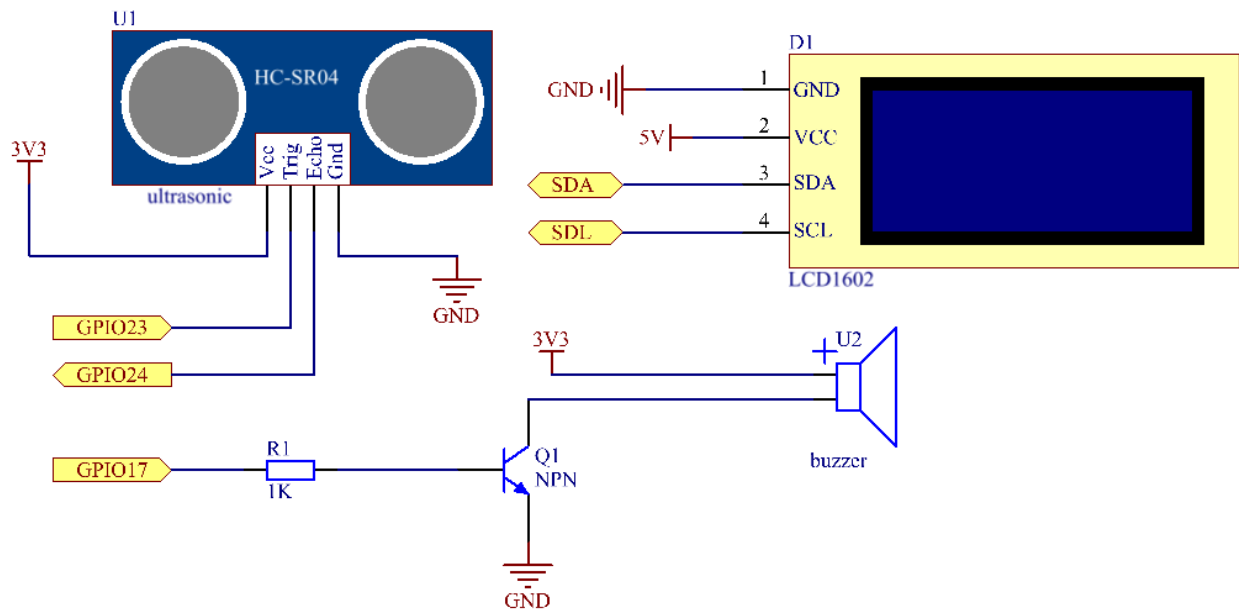 U1
HC-SR04
Vcc
Trig
Echo
Gnd
ultrasonic
3V3
GND
GPIO23
GPIO24
D1
GND
1
GND
5V
2
VCC
SDA
3
SDA
SDL
4
SCL
LCD1602
3V3
+
U2
buzzer
GPIO17
R1
1K
Q1
NPN
GND